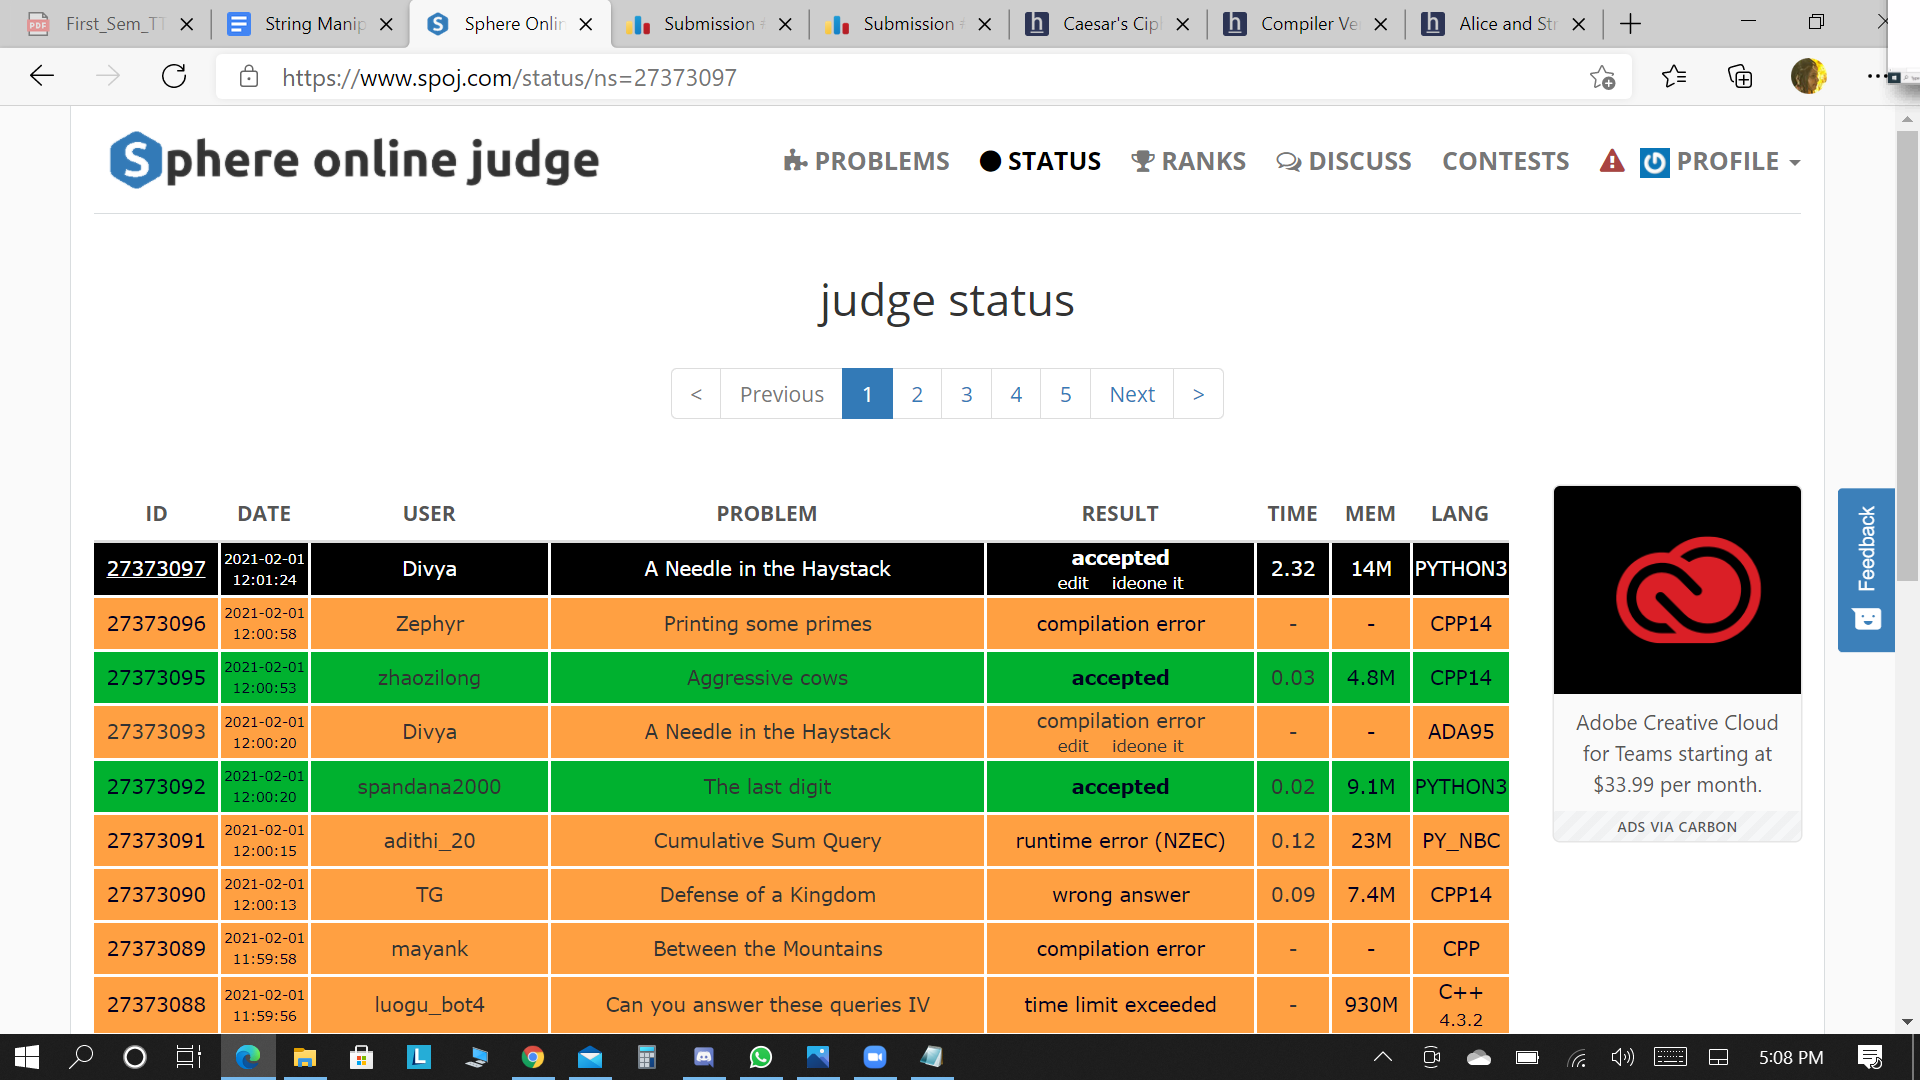 First_Sem_TT
String Manip
Sphere Onlin
Submission
Submission
Caesar's Cip
Compiler Ve
Alice and Str
https://www.spoj.com/status/ns=27373097
Sphere online judge
PROBLEMS
STATUS
RANKS
DISCUSS
CONTESTS
PROFILE
judge status
< Previous 1 2 3 4 5 Next >
ID DATE USER PROBLEM RESULT TIME MEM LANG
27373097 2021-02-01 12:01:24 Divya A Needle in the Haystack accepted edit ideone it 2.32 14M PYTHON3
27373096 2021-02-01 12:00:58 Zephyr Printing some primes compilation error - - CPP14
27373095 2021-02-01 12:00:53 zhaozilong Aggressive cows accepted 0.03 4.8M CPP14
27373093 2021-02-01 12:00:20 Divya A Needle in the Haystack compilation error edit ideone it - - ADA95
27373092 2021-02-01 12:00:20 spandana2000 The last digit accepted 0.02 9.1M PYTHON3
27373091 2021-02-01 12:00:15 adithi_20 Cumulative Sum Query runtime error (NZEC) 0.12 23M PY_NBC
27373090 2021-02-01 12:00:13 TG Defense of a Kingdom wrong answer 0.09 7.4M CPP14
27373089 2021-02-01 11:59:58 mayank Between the Mountains compilation error - - CPP
27373088 2021-02-01 11:59:56 luogu_bot4 Can you answer these queries IV time limit exceeded - 930M C++ 4.3.2
Adobe Creative Cloud
for Teams starting at
$33.99 per month.
ADS VIA CARBON
Feedback
5:08 PM